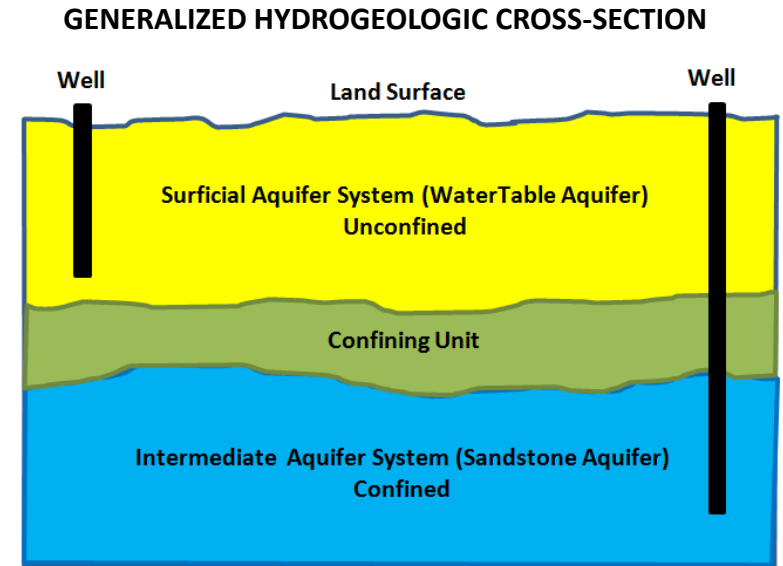 GENERALIZED HYDROGEOLOGIC CROSS-SECTION
Well
Land Surface
Well
Surficial Aquifer System (WaterTable Aquifer)
Unconfined
Confining Unit
Intermediate Aquifer System (Sandstone Aquifer)
Confined